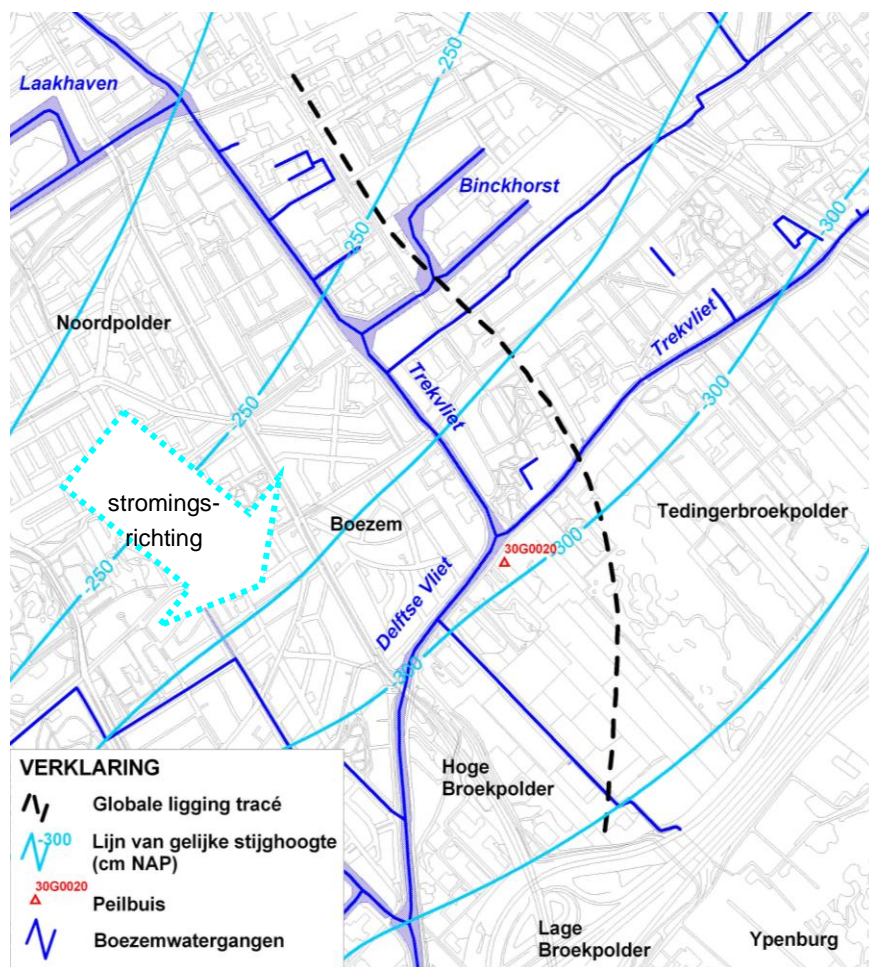 -250
-250
Laakhaven
Binckhorst
-250
-300
Noordpolder
Trekvliet
Trekvliet
-300
-250
stromings-
richting
Boezem
Tedingerbroekpolder
30G0020
-300
-250
Delftse Vliet
-300
VERKLARING
Globale ligging tracé
-300
Lijn van gelijke stijghoogte
(cm NAP)
30G0020
Peilbuis
Boezemwatergangen
Hoge
Broekpolder
Lage
Broekpolder
Ypenburg